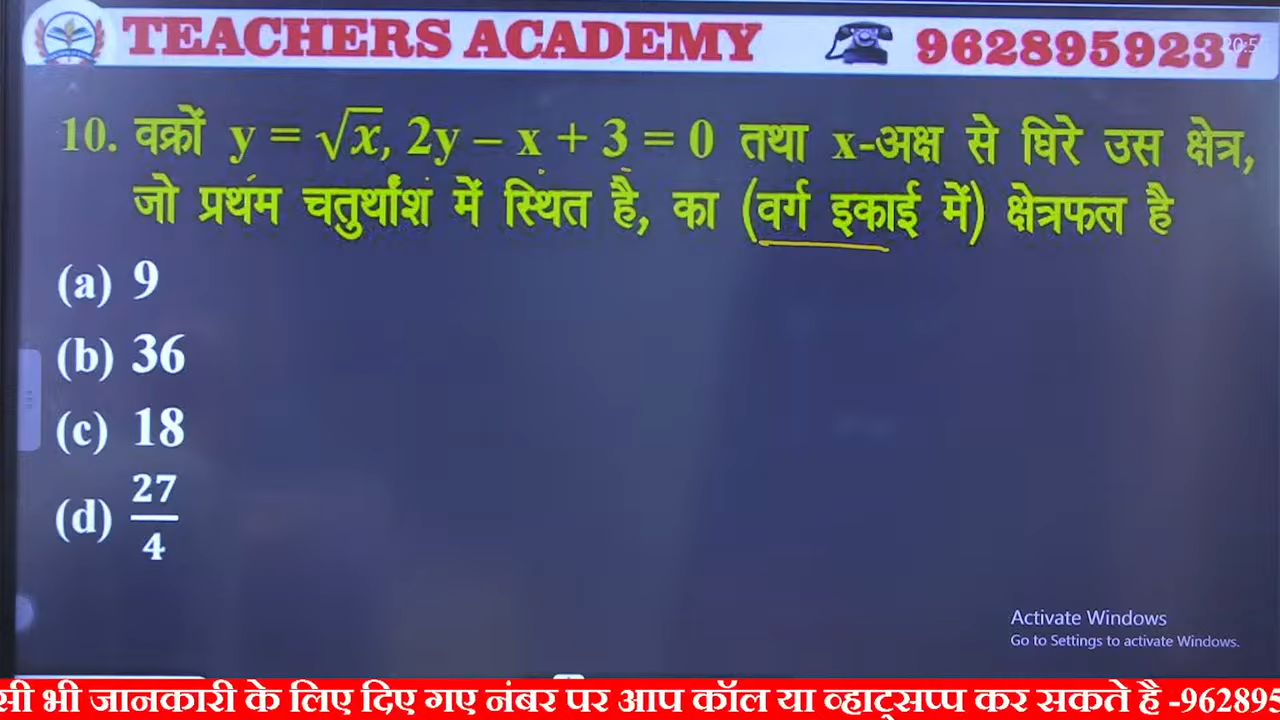 TEACHERS ACADEMY 9628959237
10. वक्रों y = √x, 2y – x + 3 = 0 तथा x-अक्ष से घिरे उस क्षेत्र,
जो प्रथम चतुर्थांश में स्थित है, का (वर्ग इकाई में) क्षेत्रफल है
(a) 9
(b) 36
(c) 18
(d) 27/4
Activate Windows
Go to Settings to activate Windows.
सी भी जानकारी के लिए दिए गए नंबर पर आप कॉल या व्हाट्सप्प कर सकते है -962895